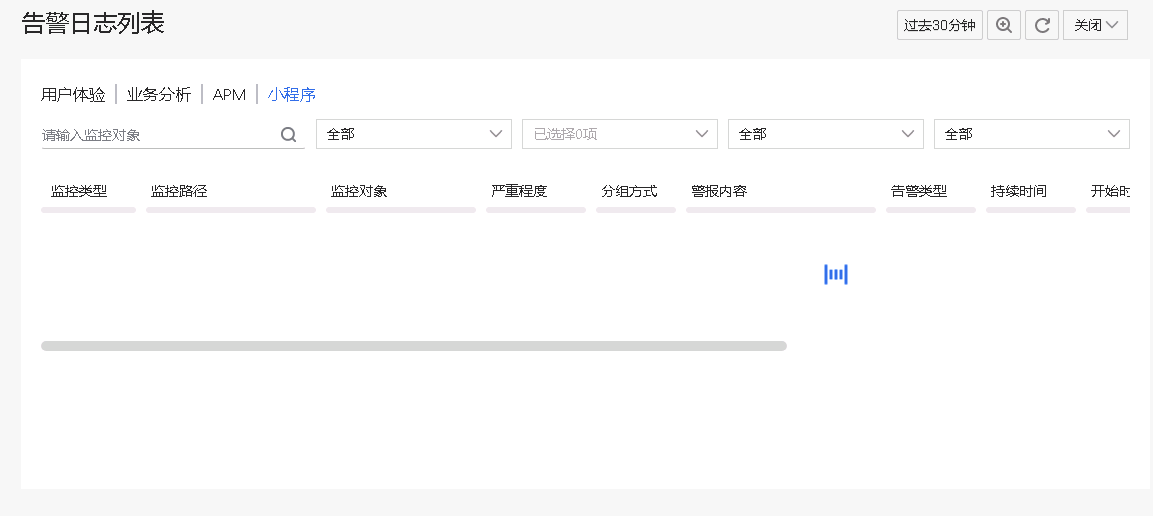 告警日志列表
过去30分钟 关闭
用户体验 业务分析 APM 小程序
请输入监控对象 全部 已选择0项 全部 全部
监控类型 监控路径 监控对象 严重程度 分组方式 警报内容 告警类型 持续时间 开始时